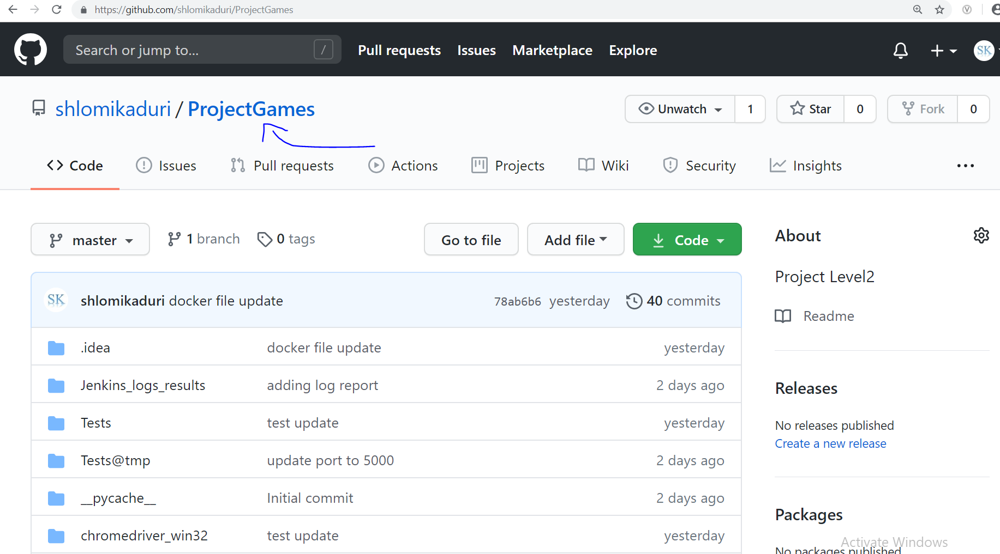 https://github.com/shlomikaduri/ProjectGames
Search or jump to... /
Pull requests Issues Marketplace Explore
SK
shlomikaduri / ProjectGames
Unwatch 1 Star 0 Fork 0
Code Issues Pull requests Actions Projects Wiki Security Insights
master 1 branch 0 tags Go to file Add file Code
SK shlomikaduri docker file update 78ab6b6 yesterday 40 commits
.idea docker file update yesterday
Jenkins_logs_results adding log report 2 days ago
Tests test update yesterday
Tests@tmp update port to 5000 2 days ago
__pycache__ Initial commit 2 days ago
chromedriver_win32 test update yesterday
About
Project Level2
Readme
Releases
No releases published
Create a new release
Packages
No packages published
Activate Windows